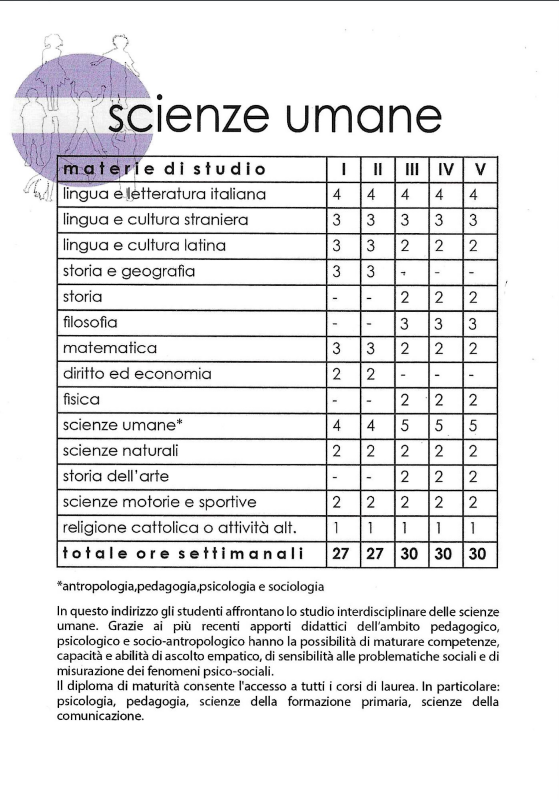 scienze umane
materie di studio I II III IV V
lingua e letteratura italiana 4 4 4 4 4
lingua e cultura straniera 3 3 3 3 3
lingua e cultura latina 3 3 2 2 2
storia e geografia 3 3 - - -
storia - - 2 2 2
filosofia - - 3 3 3
matematica 3 3 2 2 2
diritto ed economia 2 2 - - -
fisica - - 2 2 2
scienze umane* 4 4 5 5 5
scienze naturali 2 2 2 2 2
storia dell'arte - - 2 2 2
scienze motorie e sportive 2 2 2 2 2
religione cattolica o attività alt. 1 1 1 1 1
totale ore settimanali 27 27 30 30 30
*antropologia,pedagogia,psicologia e sociologia
In questo indirizzo gli studenti affrontano lo studio interdisciplinare delle scienze
umane. Grazie ai più recenti apporti didattici dell'ambito pedagogico,
psicologico e socio-antropologico hanno la possibilità di maturare competenze,
capacità e abilità di ascolto empatico, di sensibilità alle problematiche sociali e di
misurazione dei fenomeni psico-sociali.
Il diploma di maturità consente l'accesso a tutti i corsi di laurea. In particolare:
psicologia, pedagogia, scienze della formazione primaria, scienze della
comunicazione.